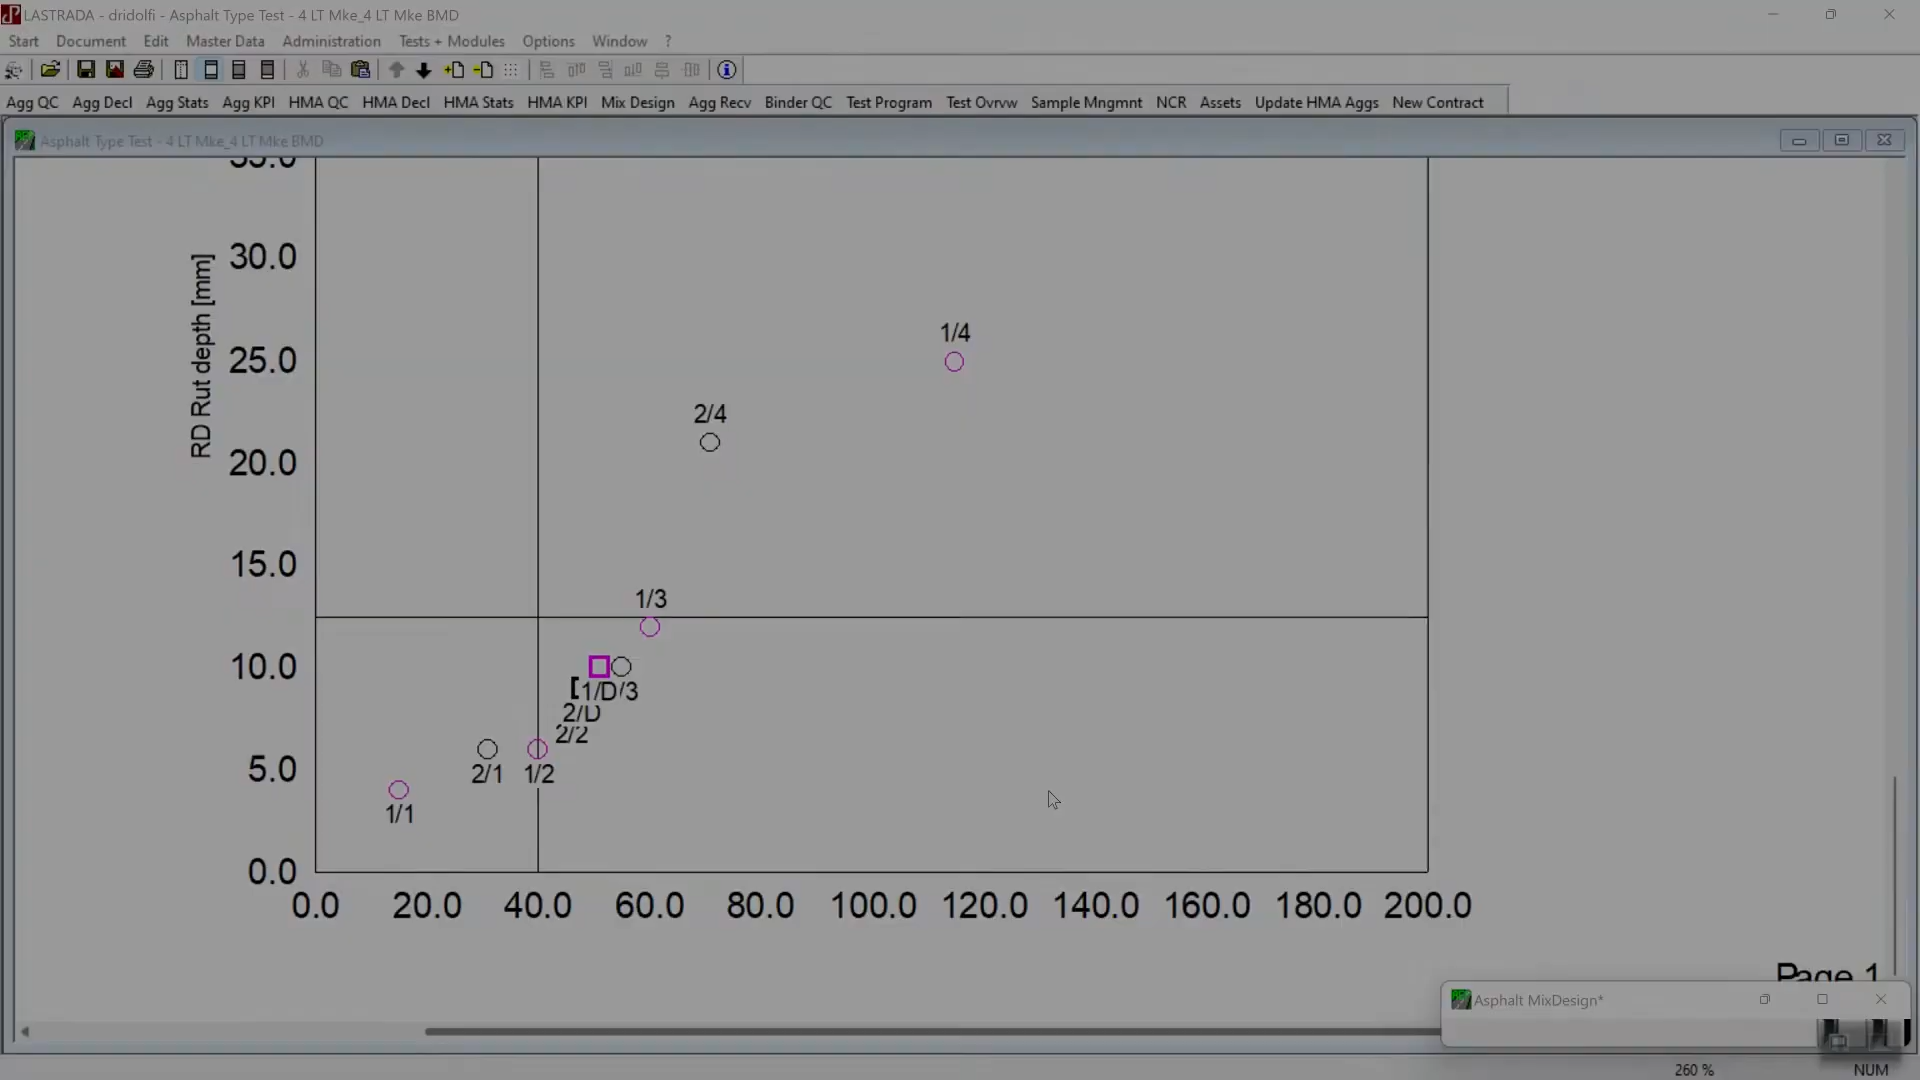 LASTRADA - dridolfi - Asphalt Type Test - 4 LT Mke_4 LT Mke BMD
Start Document Edit Master Data Administration Tests + Modules Options Window ?
Agg QC Agg Decl Agg Stats Agg KPI HMA QC HMA Decl HMA Stats HMA KPI Mix Design Agg Recv Binder QC Test Program Test Ovrvw Sample Mngmnt NCR Assets Update HMA Aggs New Contract
Asphalt Type Test - 4 LT Mke_4 LT Mke BMD
35.0
30.0
25.0
20.0
15.0
10.0
5.0
0.0
RD Rut depth [mm]
1/4
2/4
1/3
1/D/3
2/D
2/2
2/1
1/2
1/1
0.0 20.0 40.0 60.0 80.0 100.0 120.0 140.0 160.0 180.0 200.0
Page 1
Asphalt MixDesign*
260 % NUM